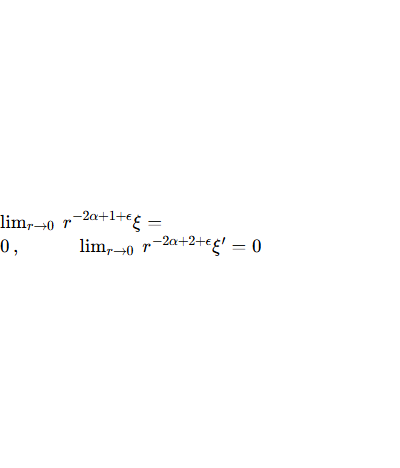 lim_{r→0} r^{−2α+1+ϵ}ξ =
0 , lim_{r→0} r^{−2α+2+ϵ}ξ′ = 0